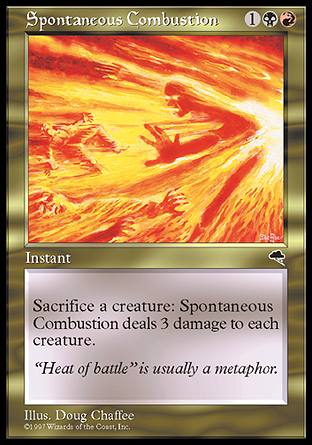 Spontaneous Combustion 1
Instant
Sacrifice a creature: Spontaneous
Combustion deals 3 damage to each
creature.
"Heat of battle" is usually a metaphor.
Illus. Doug Chaffee
©1997 Wizards of the Coast, Inc.